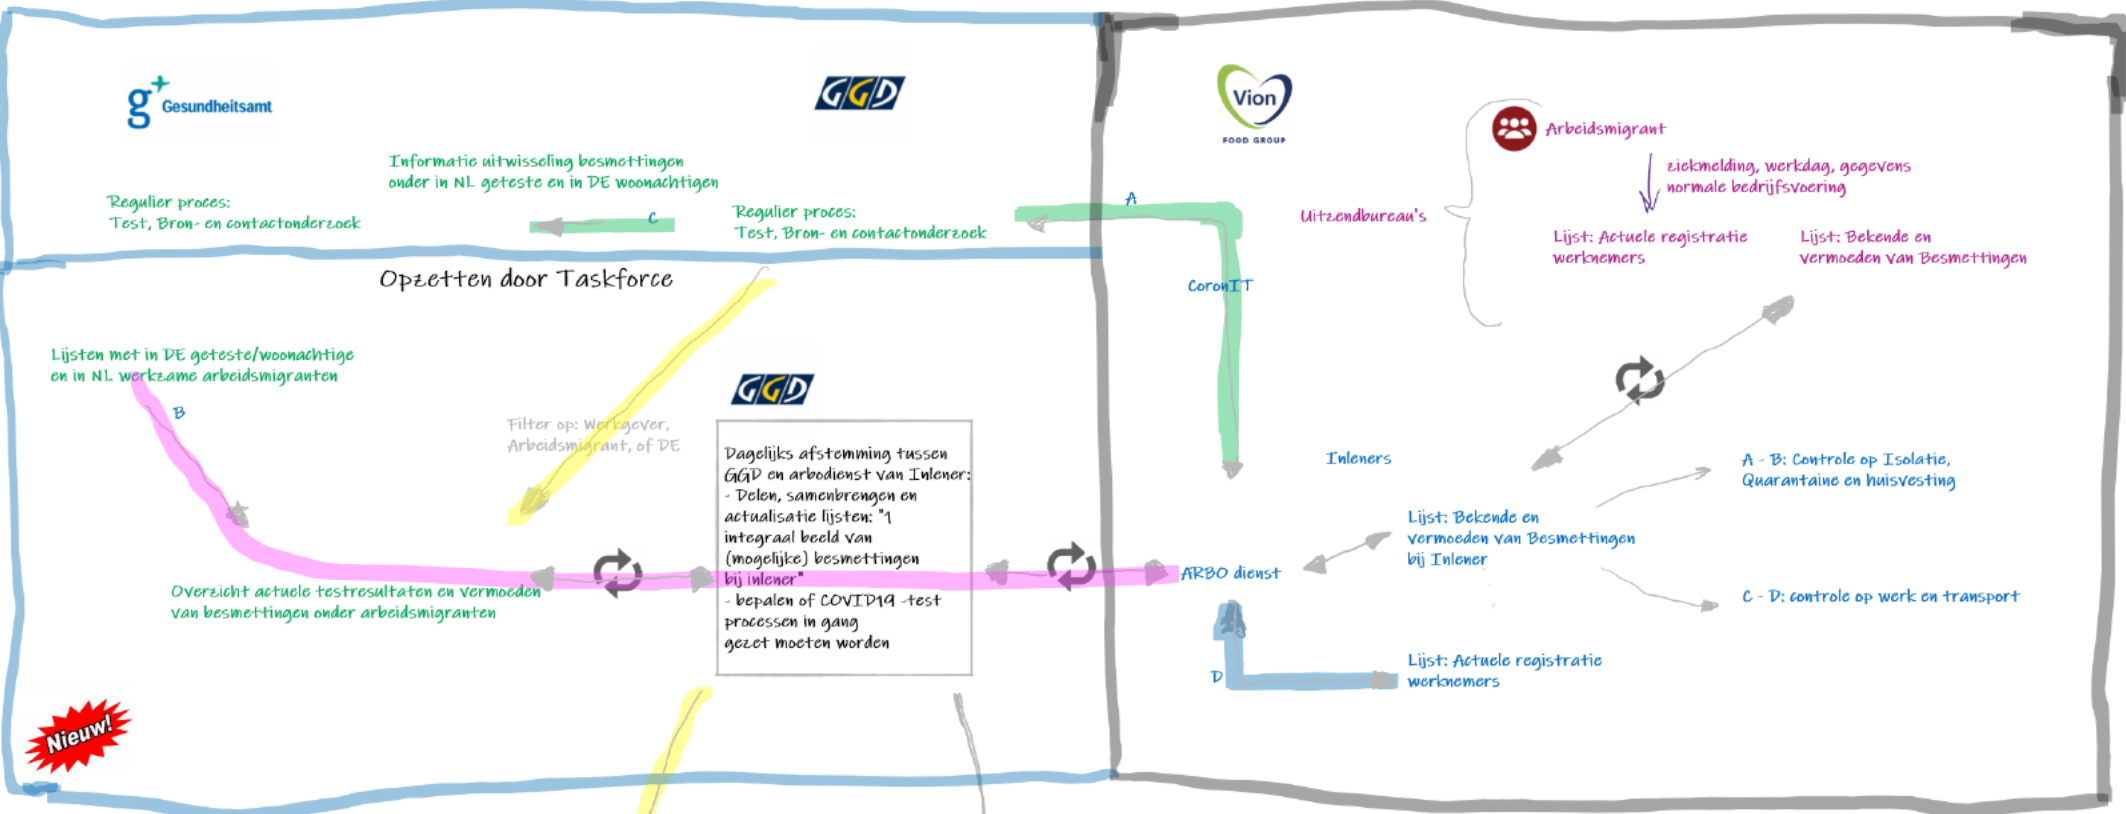 g
Gesundheitsamt
GGD
Vion
FOOD GROUP
Informatie uitwisseling besmettingen
onder in NL geteste en in DE woonachtigen
Regulier proces:
Test, Bron- en contactonderzoek
C
Regulier proces:
Test, Bron- en contactonderzoek
A
CoronIT
Uitzendbureau's
Arbeidsmigrant
ziekmelding, werkdag, gegevens
normale bedrijfsvoering
Lijst: Actuele registratie
werknemers
Lijst: Bekende en
vermoeden van Besmettingen
Opzetten door Taskforce
Lijsten met in DE geteste/woonachtige
en in NL werkzame arbeidsmigranten
B
Filter op: Werkgever,
Arbeidsmigrant, of DE
GGD
Dagelijks afstemming tussen
GGD en arbodienst van Inlener:
- Delen, samenbrengen en
actualisatie lijsten: "1
integraal beeld van
(mogelijke) besmettingen
bij inlener"
- bepalen of COVID19 -test
processen in gang
gezet moeten worden
Overzicht actuele testresultaten en vermoeden
van besmettingen onder arbeidsmigranten
Nieuw!
ARBO dienst
Inleners
Lijst: Bekende en
vermoeden van Besmettingen
bij Inlener
A - B: Controle op Isolatie,
Quarantaine en huisvesting
C - D: controle op werk en transport
D
Lijst: Actuele registratie
werknemers